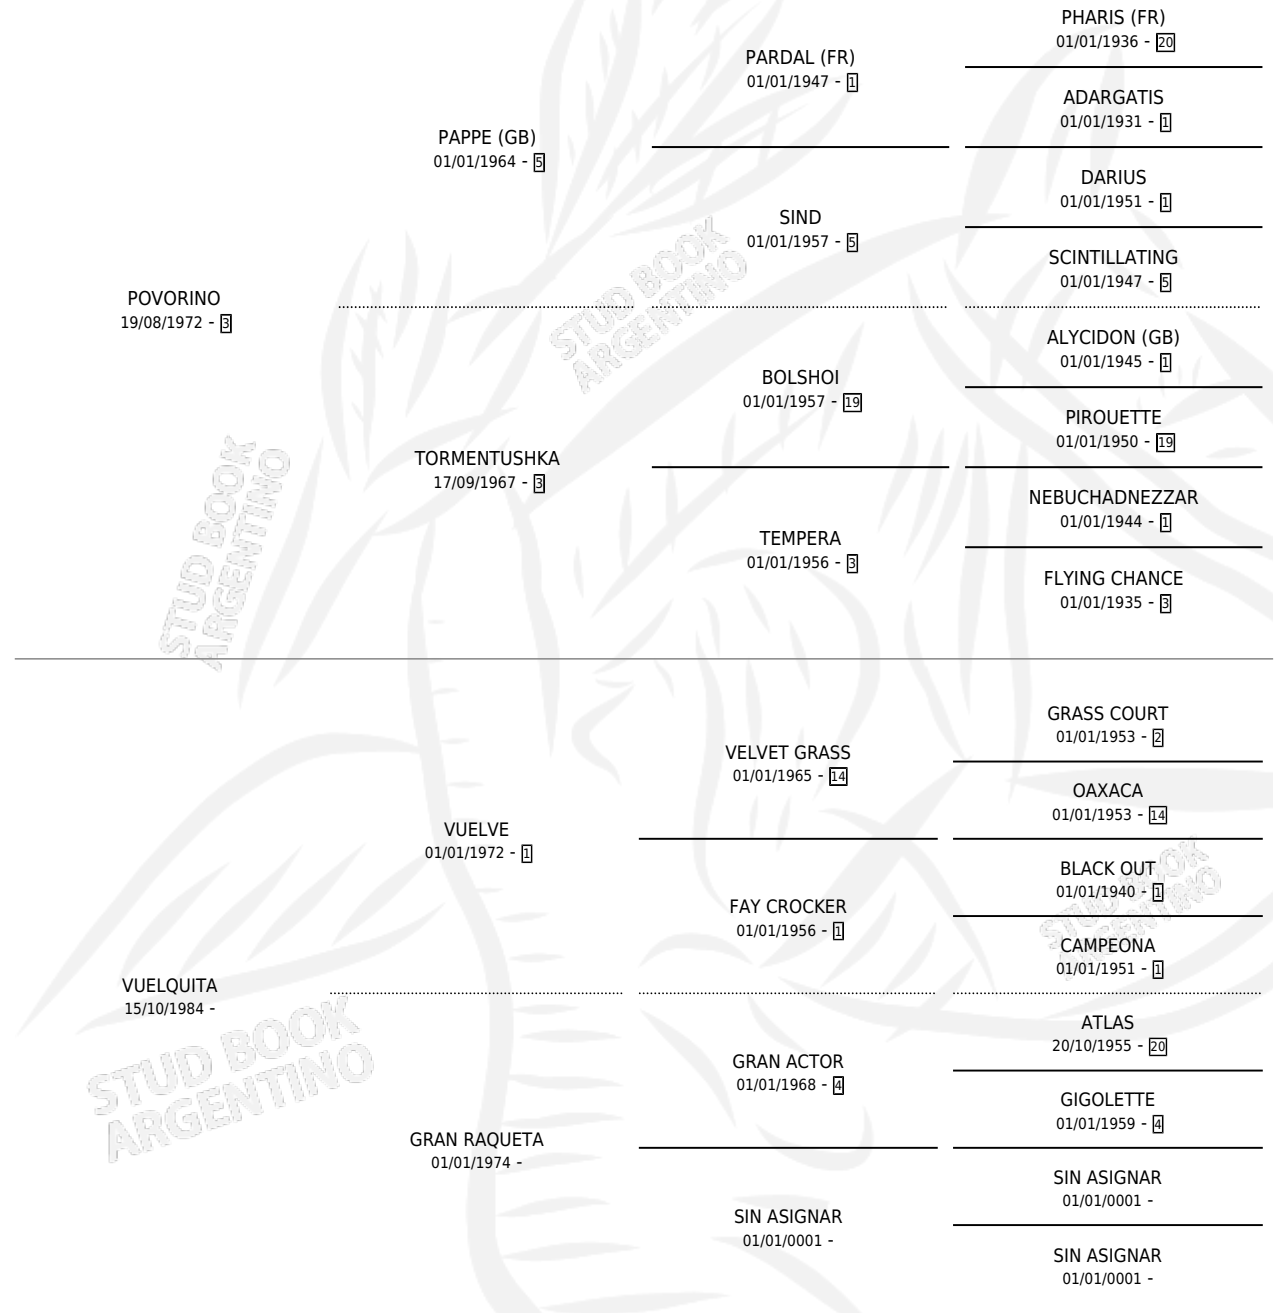 PHARIS (FR)
01/01/1936 - 20
PARDAL (FR)
01/01/1947 - 1
ADARGATIS
01/01/1931 - 1
PAPPE (GB)
01/01/1964 - 5
DARIUS
01/01/1951 - 1
SIND
01/01/1957 - 5
SCINTILLATING
01/01/1947 - 5
POVORINO
19/08/1972 - 3
ALYCIDON (GB)
01/01/1945 - 1
BOLSHOI
01/01/1957 - 19
PIROUETTE
01/01/1950 - 19
TORMENTUSHKA
17/09/1967 - 3
NEBUCHADNEZZAR
01/01/1944 - 1
TEMPERA
01/01/1956 - 3
FLYING CHANCE
01/01/1935 - 3
STUD BOOK
ARGENTINO
STUD BOOK
ARGENTINO
GRASS COURT
01/01/1953 - 2
VELVET GRASS
01/01/1965 - 14
OAXACA
01/01/1953 - 14
VUELVE
01/01/1972 - 1
BLACK OUT
01/01/1940 - 1
FAY CROCKER
01/01/1956 - 1
CAMPEONA
01/01/1951 - 1
STUD BOOK
ARGENTINO
VUELQUITA
15/10/1984 -
ATLAS
20/10/1955 - 20
GRAN ACTOR
01/01/1968 - 4
GIGOLETTE
01/01/1959 - 4
GRAN RAQUETA
01/01/1974 -
SIN ASIGNAR
01/01/0001 -
SIN ASIGNAR
01/01/0001 -
SIN ASIGNAR
01/01/0001 -
STUD BOOK
ARGENTINO